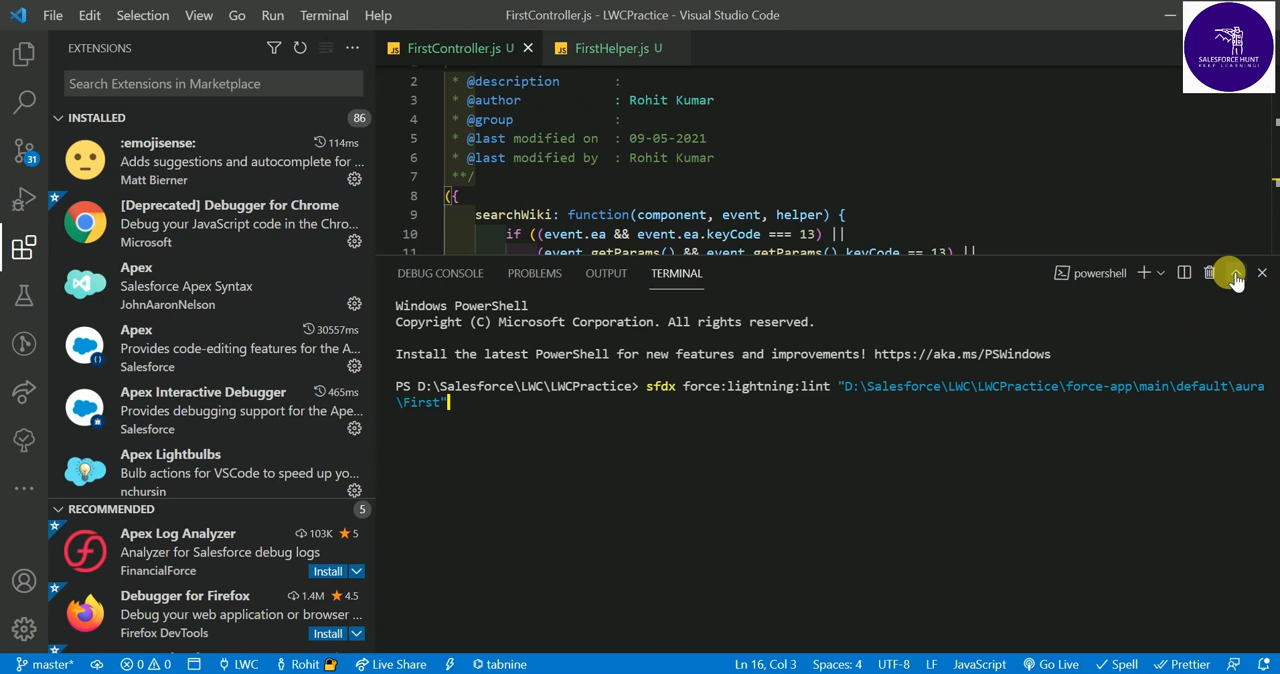 File Edit Selection View Go Run Terminal Help
FirstController.js - LWCPractice - Visual Studio Code
SALESFORCE HUNT
KEEP LEARNING!
EXTENSIONS
Search Extensions in Marketplace
INSTALLED 86
:emojisense: 114ms
Adds suggestions and autocomplete for ...
Matt Bierner
[Deprecated] Debugger for Chrome
Debug your JavaScript code in the Chro...
Microsoft
Apex
Salesforce Apex Syntax
JohnAaronNelson
Apex 30557ms
Provides code-editing features for the A...
Salesforce
Apex Interactive Debugger 465ms
Provides debugging support for the Ape...
Salesforce
Apex Lightbulbs
Bulb actions for VSCode to speed up yo...
nchursin
RECOMMENDED 5
Apex Log Analyzer 103K 5
Analyzer for Salesforce debug logs
FinancialForce Install
Debugger for Firefox 1.4M 4.5
Debug your web application or browser ...
Firefox DevTools Install
31
FirstController.js U
FirstHelper.js U
2 * @description :
3 * @author : Rohit Kumar
4 * @group :
5 * @last modified on : 09-05-2021
6 * @last modified by : Rohit Kumar
7 **/
8 ({
9 searchWiki: function(component, event, helper) {
10 if ((event.ea && event.ea.keyCode === 13) ||
11 (event.getParams() && event.getParams().keyCode == 13) ||
DEBUG CONSOLE PROBLEMS OUTPUT TERMINAL
powershell
Windows PowerShell
Copyright (C) Microsoft Corporation. All rights reserved.
Install the latest PowerShell for new features and improvements! https://aka.ms/PSWindows
PS D:\Salesforce\LWC\LWCPractice> sfdx force:lightning:lint "D:\Salesforce\LWC\LWCPractice\force-app\main\default\aura
\First"
master* 0 0 LWC Rohit Live Share tabnine Ln 16, Col 3 Spaces: 4 UTF-8 LF JavaScript Go Live Spell Prettier